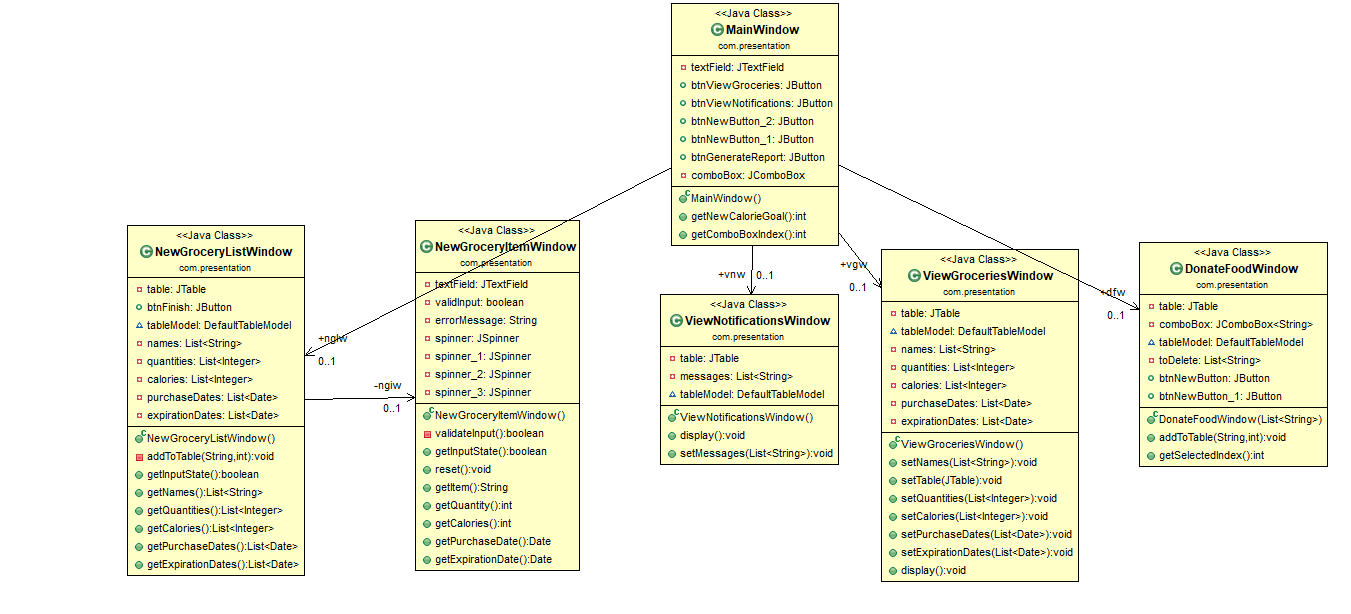 <<Java Class>>
MainWindow
com.presentation
textField: JTextField
btnViewGroceries: JButton
btnViewNotifications: JButton
btnNewButton_2: JButton
btnNewButton_1: JButton
btnGenerateReport: JButton
comboBox: JComboBox
MainWindow()
getNewCalorieGoal():int
getComboBoxIndex():int
<<Java Class>>
NewGroceryListWindow
com.presentation
table: JTable
btnFinish: JButton
tableModel: DefaultTableModel
names: List<String>
quantities: List<Integer>
calories: List<Integer>
purchaseDates: List<Date>
expirationDates: List<Date>
NewGroceryListWindow()
addToTable(String,int):void
getInputState():boolean
getNames():List<String>
getQuantities():List<Integer>
getCalories():List<Integer>
getPurchaseDates():List<Date>
getExpirationDates():List<Date>
+nglw
0..1
-ngiw
0..1
<<Java Class>>
NewGroceryItemWindow
com.presentation
textField: JTextField
validInput: boolean
errorMessage: String
spinner: JSpinner
spinner_1: JSpinner
spinner_2: JSpinner
spinner_3: JSpinner
NewGroceryItemWindow()
validateInput():boolean
getInputState():boolean
reset():void
getItem():String
getQuantity():int
getCalories():int
getPurchaseDate():Date
getExpirationDate():Date
+vnw
0..1
<<Java Class>>
ViewNotificationsWindow
com.presentation
table: JTable
messages: List<String>
tableModel: DefaultTableModel
ViewNotificationsWindow()
display():void
setMessages(List<String>):void
+vgw
0..1
<<Java Class>>
ViewGroceriesWindow
com.presentation
table: JTable
tableModel: DefaultTableModel
names: List<String>
quantities: List<Integer>
calories: List<Integer>
purchaseDates: List<Date>
expirationDates: List<Date>
ViewGroceriesWindow()
setNames(List<String>):void
setTable(JTable):void
setQuantities(List<Integer>):void
setCalories(List<Integer>):void
setPurchaseDates(List<Date>):void
setExpirationDates(List<Date>):void
display():void
+dfw
0..1
<<Java Class>>
DonateFoodWindow
com.presentation
table: JTable
comboBox: JComboBox<String>
tableModel: DefaultTableModel
toDelete: List<String>
btnNewButton: JButton
btnNewButton_1: JButton
DonateFoodWindow(List<String>)
addToTable(String,int):void
getSelectedIndex():int